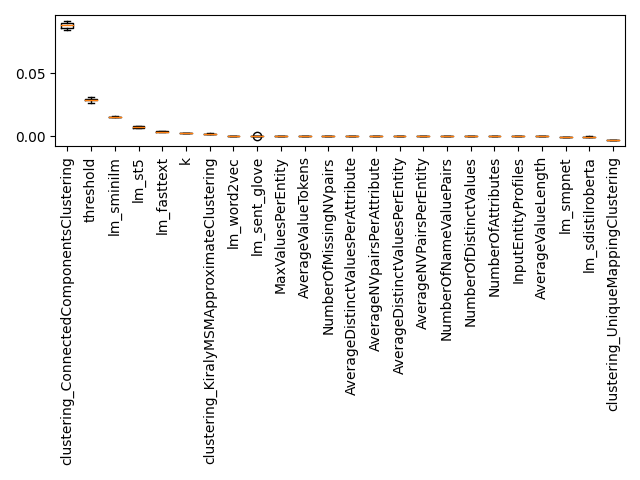 0.05
0.00
clustering_ConnectedComponentsClustering
threshold
lm_sminilm
lm_st5
lm_fasttext
k
clustering_KiralyMSMApproximateClustering
lm_word2vec
lm_sent_glove
MaxValuesPerEntity
AverageValueTokens
NumberOfMissingNVpairs
AverageDistinctValuesPerAttribute
AverageNVpairsPerAttribute
AverageDistinctValuesPerEntity
AverageNVPairsPerEntity
NumberOfNameValuePairs
NumberOfDistinctValues
NumberOfAttributes
InputEntityProfiles
AverageValueLength
lm_smpnet
lm_sdistilroberta
clustering_UniqueMappingClustering